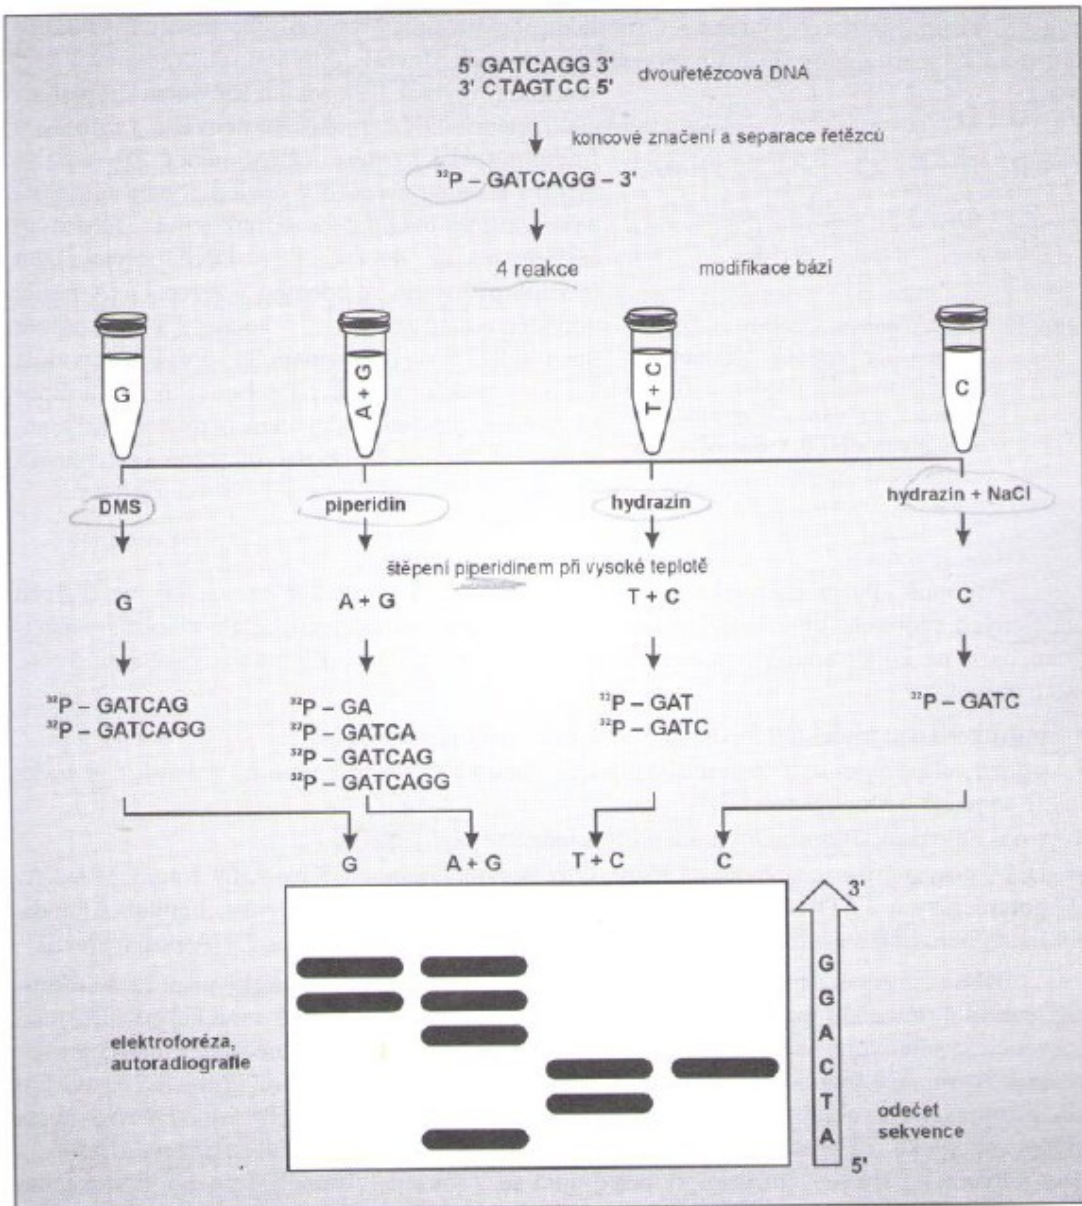 5' GATCAGG 3'
3' CTAGTCC 5'
dvouřetězcová DNA
koncové značení a separace řetězců
³²P – GATCAGG – 3'
4 reakce
modifikace bází
G
A + G
T + C
C
DMS
piperidin
hydrazin
hydrazin + NaCl
štěpení piperidinem při vysoké teplotě
G
A + G
T + C
C
³²P – GATCAG
³²P – GATCAGG
³²P – GA
³²P – GATCA
³²P – GATCAG
³²P – GATCAGG
³²P – GAT
³²P – GATC
³²P – GATC
G
A + G
T + C
C
3'
G
G
A
C
T
A
5'
elektroforéza,
autoradiografie
odečet
sekvence